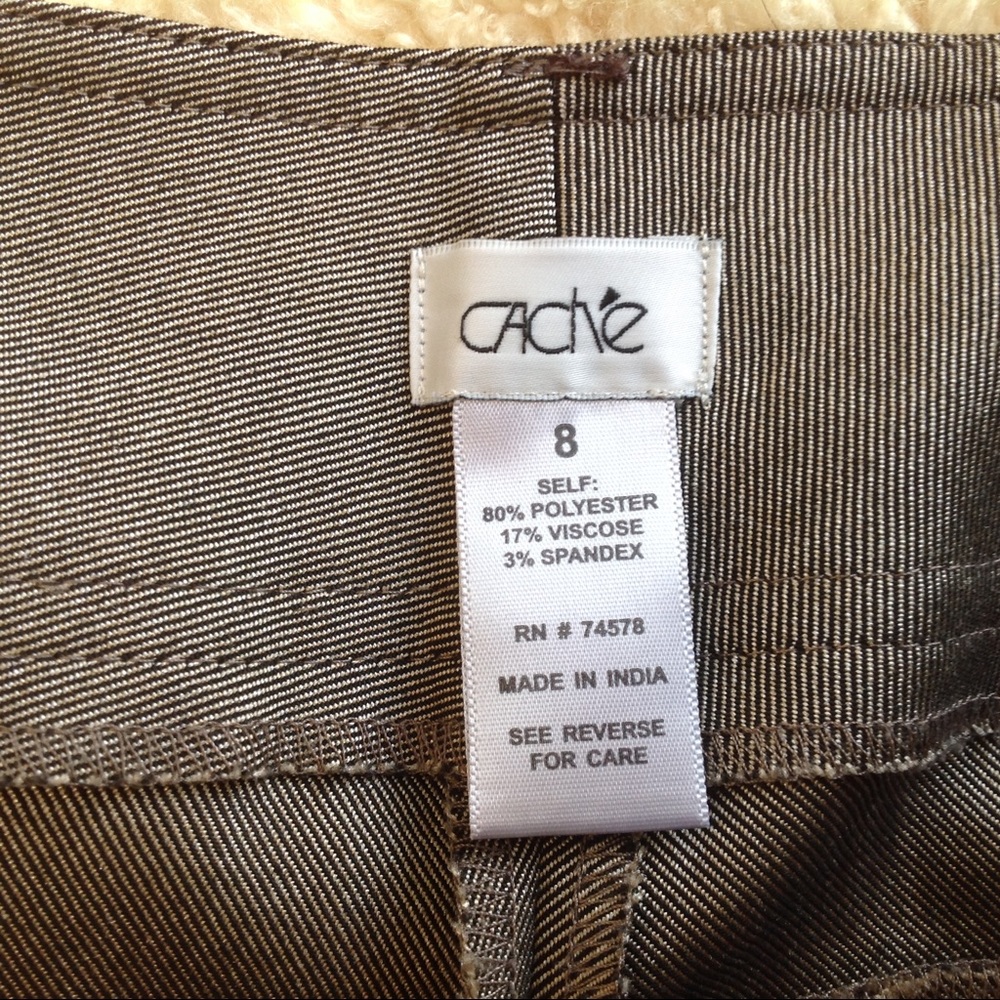 CACHÉ
8
SELF:
80% POLYESTER
17% VISCOSE
3% SPANDEX
RN # 74578
MADE IN INDIA
SEE REVERSE
FOR CARE